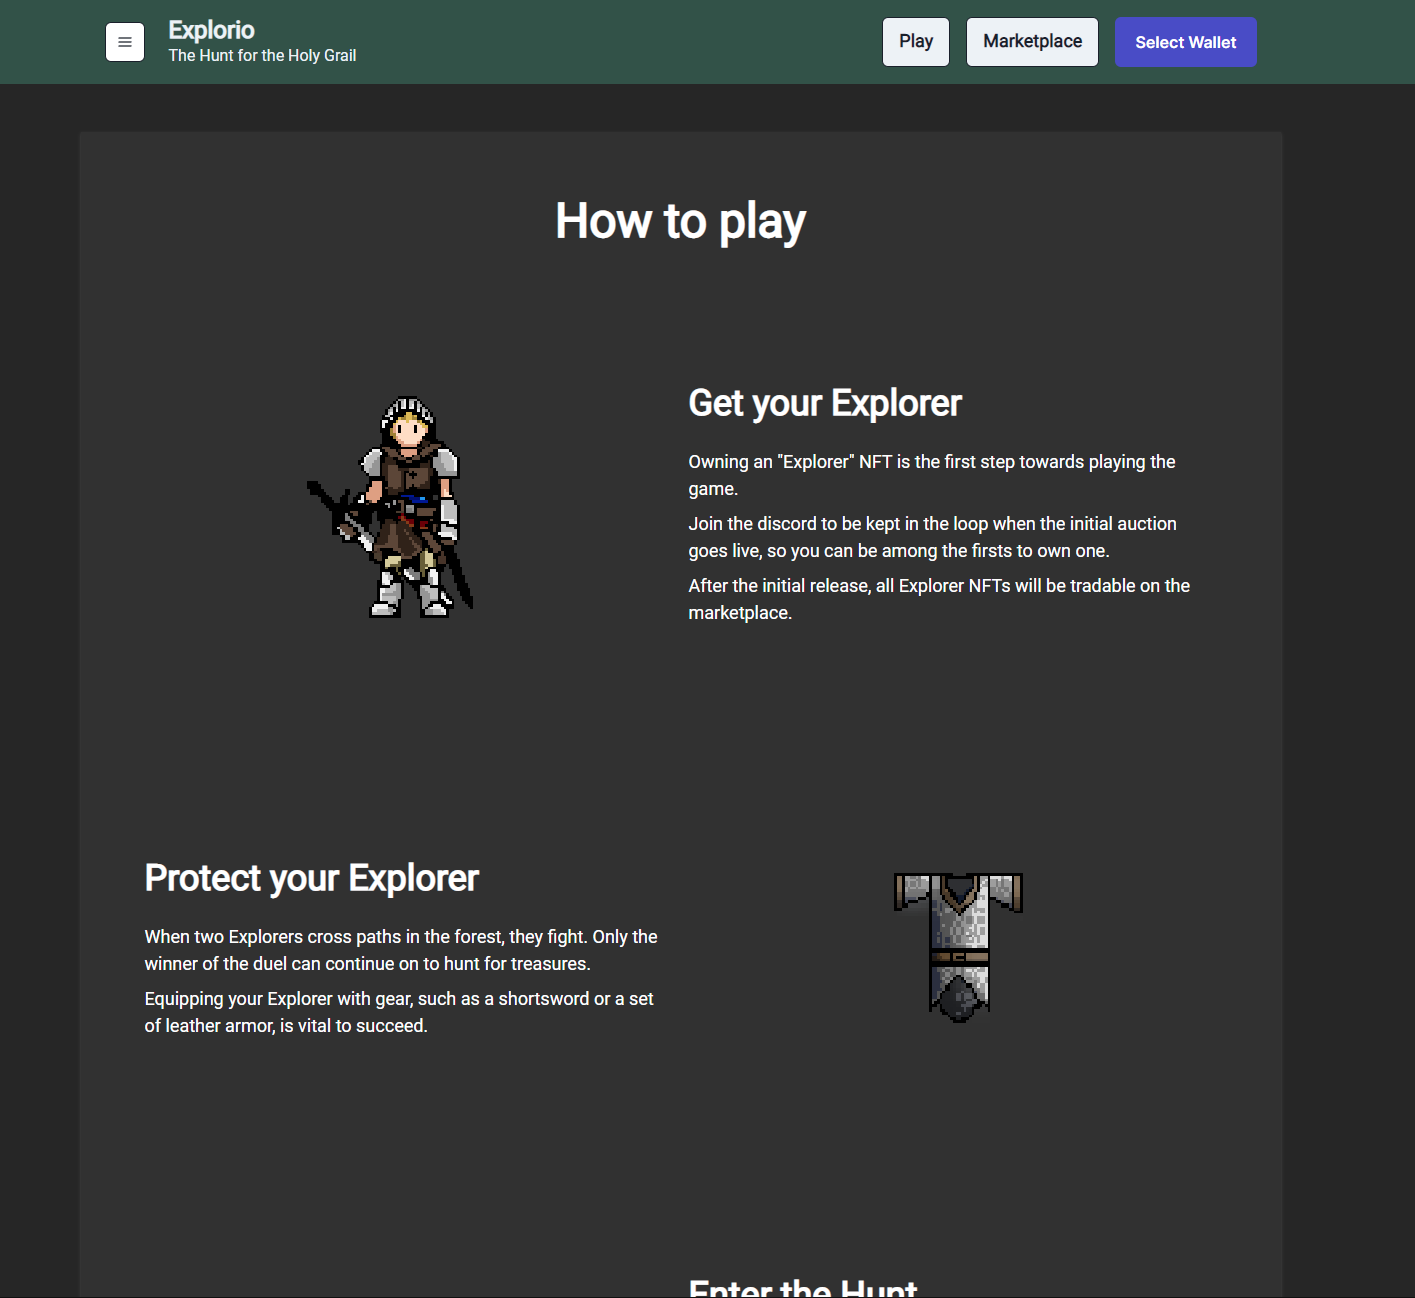 Explorio
The Hunt for the Holy Grail
Play
Marketplace
Select Wallet
How to play
Get your Explorer
Owning an "Explorer" NFT is the first step towards playing the
game.
Join the discord to be kept in the loop when the initial auction
goes live, so you can be among the firsts to own one.
After the initial release, all Explorer NFTs will be tradable on the
marketplace.
Protect your Explorer
When two Explorers cross paths in the forest, they fight. Only the
winner of the duel can continue on to hunt for treasures.
Equipping your Explorer with gear, such as a shortsword or a set
of leather armor, is vital to succeed.
Enter the Hunt